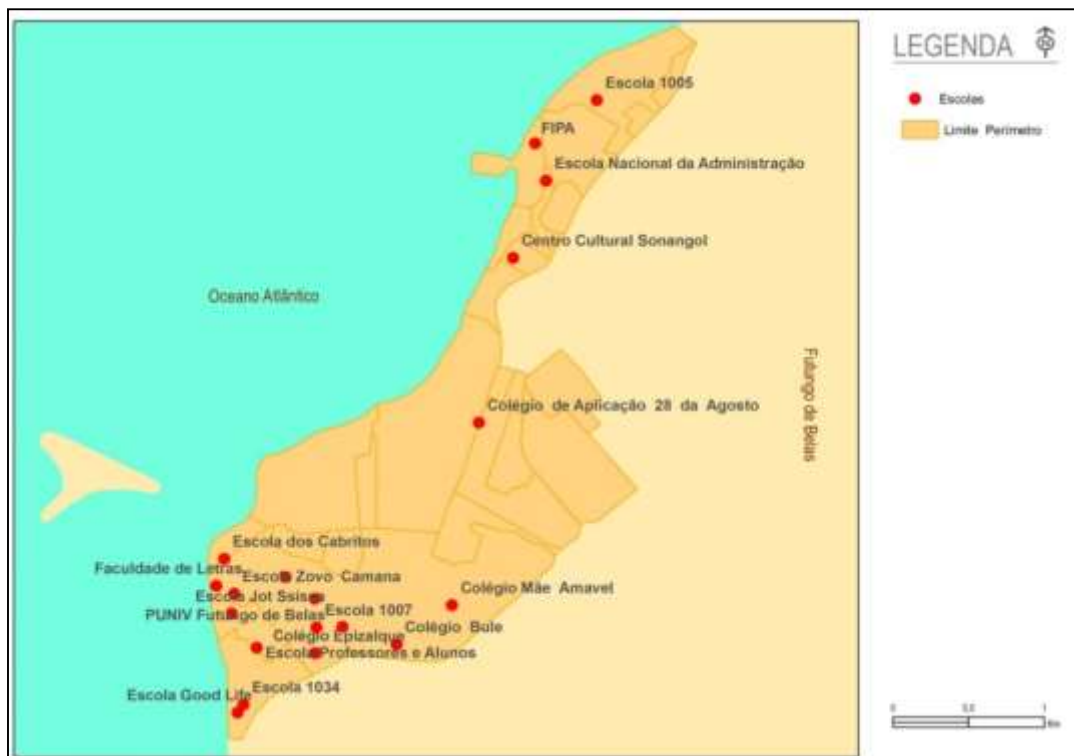 LEGENDA
Escolas
Limite Perímetro
Escola 1005
FIPA
Escola Nacional da Administração
Centro Cultural Sonangol
Oceano Atlântico
Futungo de Belas
Colégio de Aplicação 28 da Agosto
Escola dos Cabritos
Faculdade de Letras
Escola Zovo Camana
Escola Jot
PUNIV Futungo de Belas
Escola 1007
Colégio Mãe Amavel
Colégio Bule
Colégio Epizalque
Escola Professores e Alunos
Escola Good Life
Escola 1034
0 0,5 1
Km